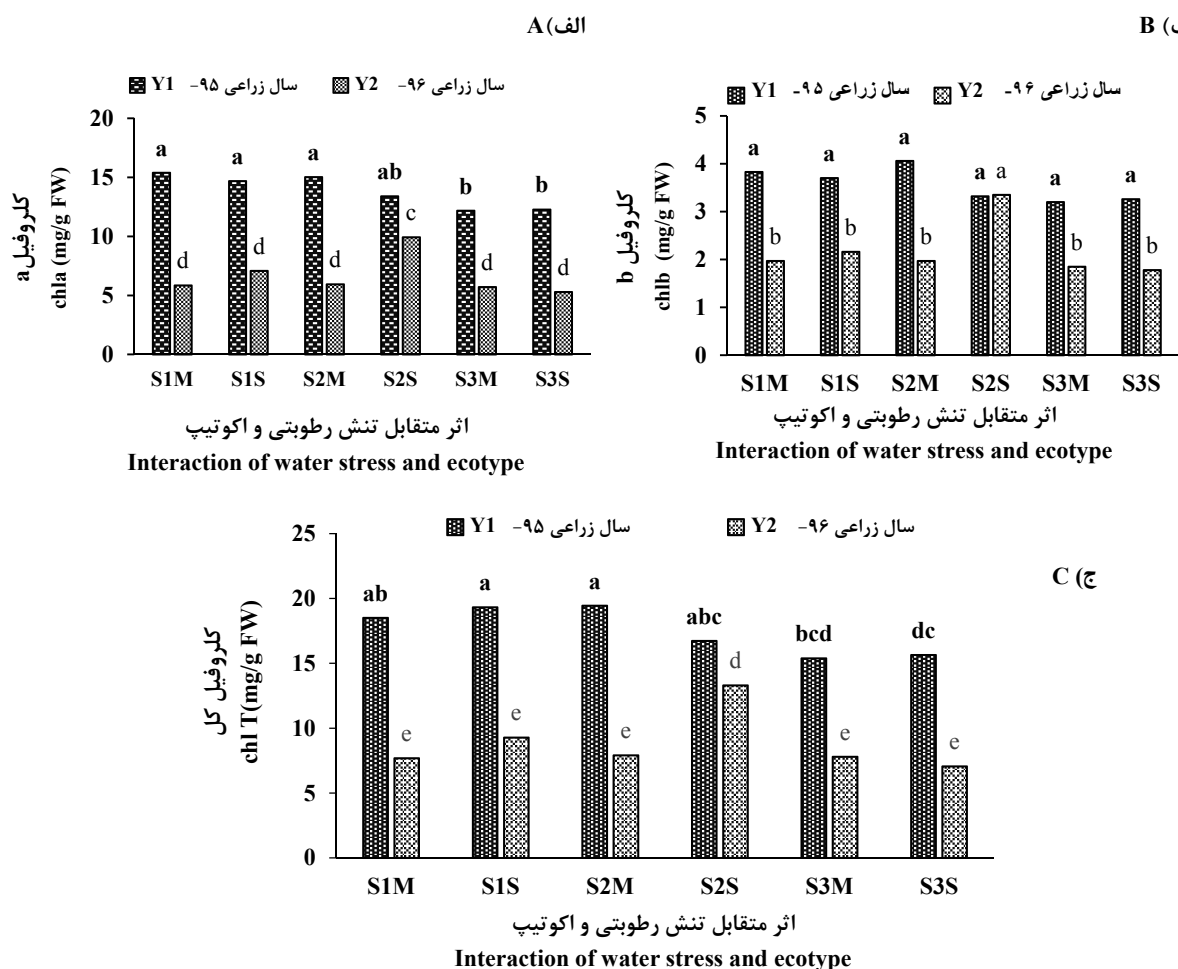 الف) A
Y1 سال زراعی ۹۵-
Y2 سال زراعی ۹۶-
20
15
10
5
0
کلروفیل a
chla (mg/g FW)
a
d
a
d
a
d
ab
c
b
d
b
d
S1M S1S S2M S2S S3M S3S
اثر متقابل تنش رطوبتی و اکوتیپ
Interaction of water stress and ecotype
B (ب
Y1 سال زراعی ۹۵-
Y2 سال زراعی ۹۶-
5
4
3
2
1
0
کلروفیل b
chlb (mg/g FW)
a
b
a
b
a
b
a
a
a
b
a
b
S1M S1S S2M S2S S3M S3S
اثر متقابل تنش رطوبتی و اکوتیپ
Interaction of water stress and ecotype
ج) C
Y1 سال زراعی ۹۵-
Y2 سال زراعی ۹۶-
25
20
15
10
5
0
کلروفیل کل
chl T(mg/g FW)
ab
e
a
e
a
e
abc
d
bcd
e
dc
e
S1M S1S S2M S2S S3M S3S
اثر متقابل تنش رطوبتی و اکوتیپ
Interaction of water stress and ecotype